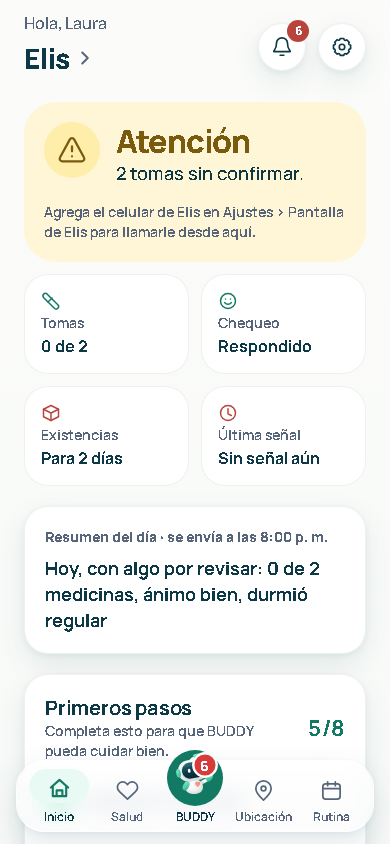 Hola, Laura
Elis
6
Atención
2 tomas sin confirmar.
Agrega el celular de Elis en Ajustes > Pantalla
de Elis para llamarle desde aquí.
Tomas
0 de 2
Chequeo
Respondido
Existencias
Para 2 días
Última señal
Sin señal aún
Resumen del día · se envía a las 8:00 p. m.
Hoy, con algo por revisar: 0 de 2
medicinas, ánimo bien, durmió
regular
Primeros pasos
Completa esto para que BUDDY
pueda cuidar bien.
5/8
6
Inicio
Salud
BUDDY
Ubicación
Rutina